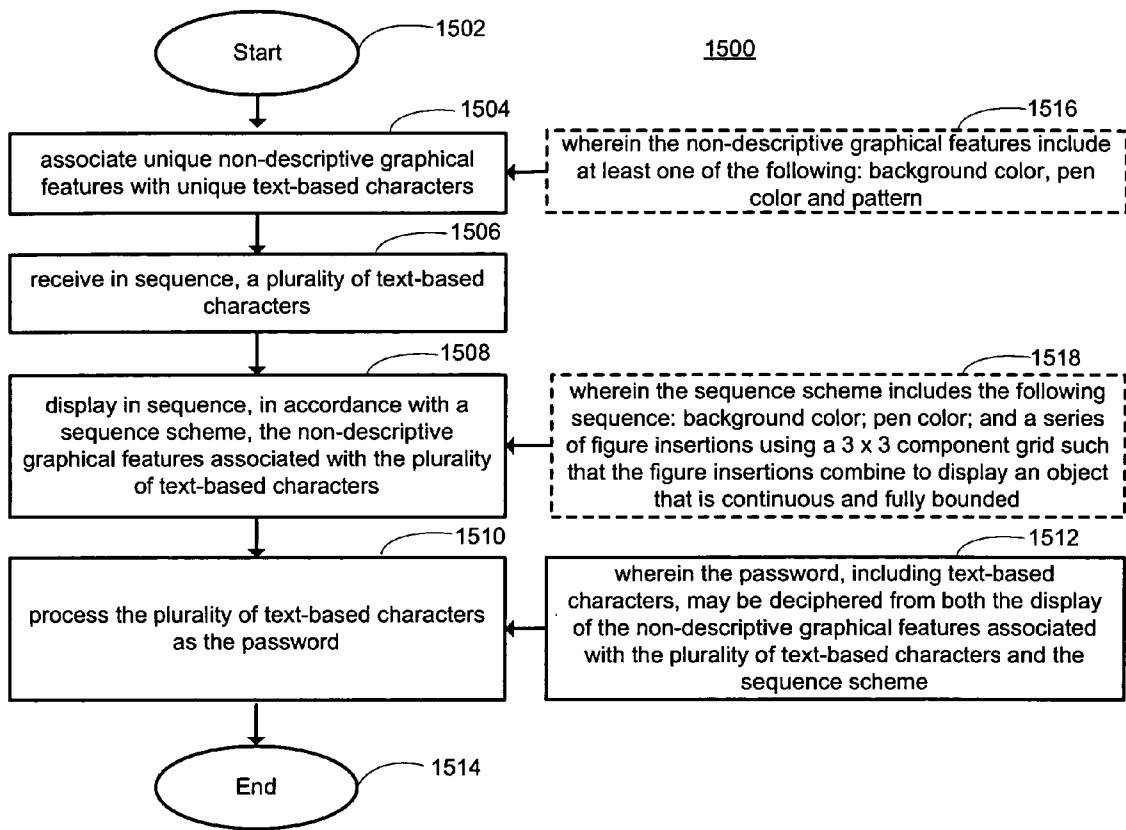 1502
Start
1500
1504
associate unique non-descriptive graphical
features with unique text-based characters
1516
wherein the non-descriptive graphical features include
at least one of the following: background color, pen
color and pattern
1506
receive in sequence, a plurality of text-based
characters
1508
display in sequence, in accordance with a
sequence scheme, the non-descriptive
graphical features associated with the plurality
of text-based characters
1518
wherein the sequence scheme includes the following
sequence: background color; pen color; and a series
of figure insertions using a 3 x 3 component grid such
that the figure insertions combine to display an object
that is continuous and fully bounded
1510
process the plurality of text-based characters
as the password
1512
wherein the password, including text-based
characters, may be deciphered from both the display
of the non-descriptive graphical features associated
with the plurality of text-based characters and the
sequence scheme
End
1514